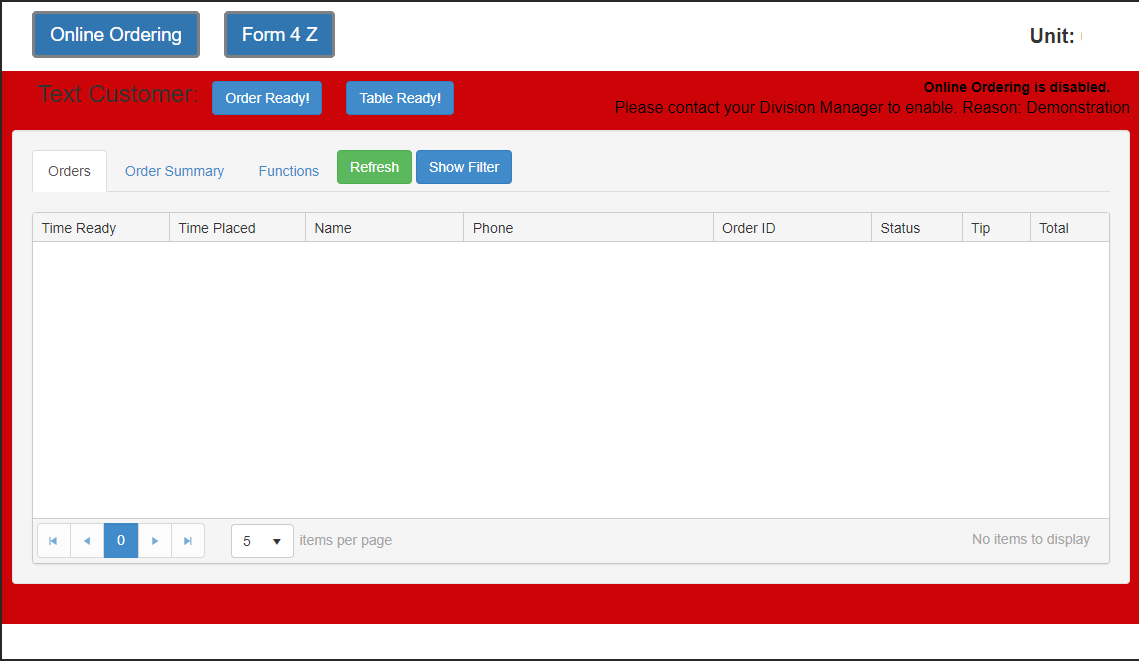 Online Ordering Form 4 Z Unit:
Text Customer: Order Ready! Table Ready! Online Ordering is disabled.
Please contact your Division Manager to enable. Reason: Demonstration
Orders Order Summary Functions Refresh Show Filter
Time Ready Time Placed Name Phone Order ID Status Tip Total
0 5 items per page No items to display